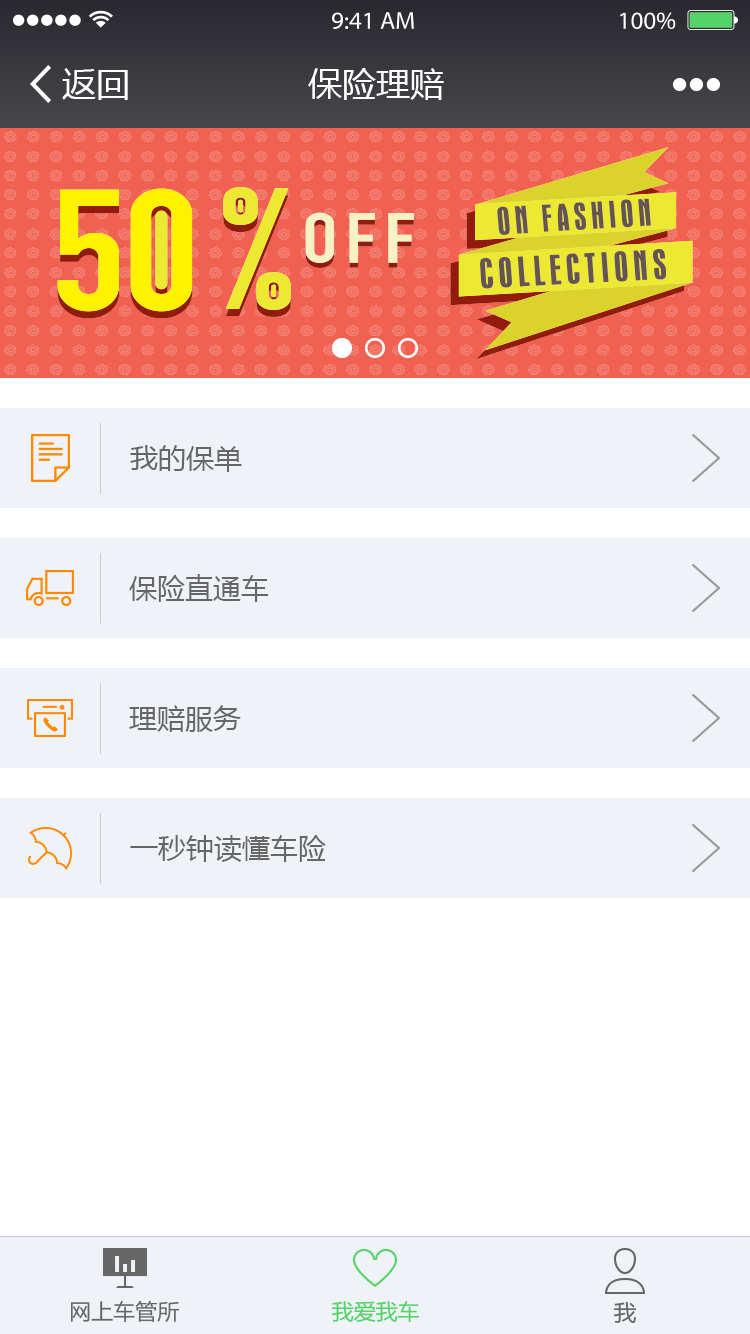 9:41 AM
100%
返回
保险理赔
50%OFF
ON FASHION
COLLECTIONS
我的保单
保险直通车
理赔服务
一秒钟读懂车险
网上车管所
我爱我车
我